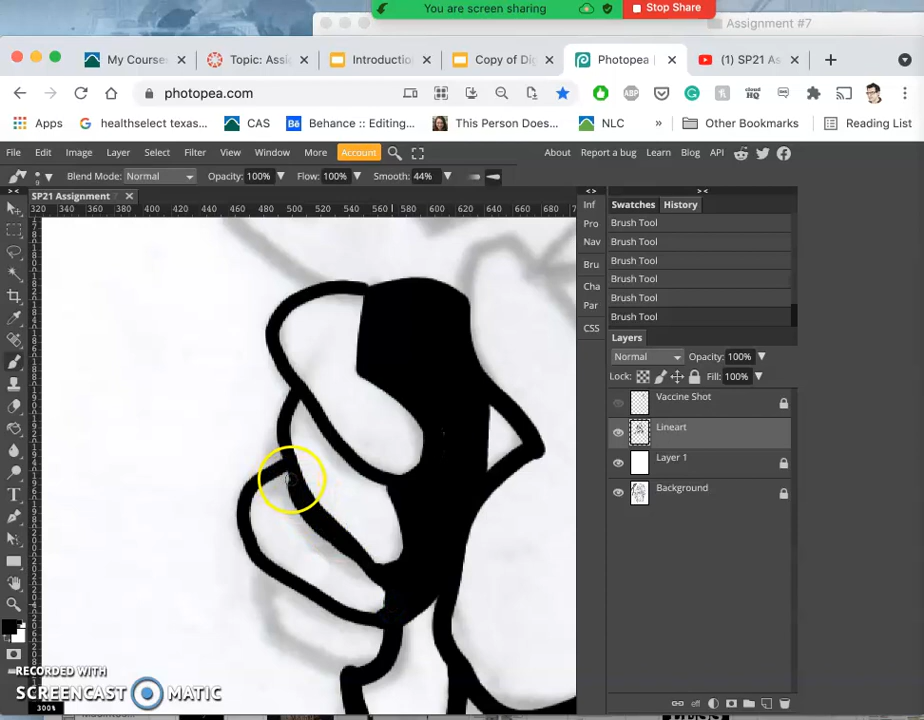 You are screen sharing Stop Share
Assignment #7
My Course Topic: Assi Introduction Copy of Dig Photopea | (1) SP21 As
photopea.com
Apps healthselect texas... CAS Behance :: Editing... This Person Does... NLC » Other Bookmarks Reading List
File Edit Image Layer Select Filter View Window More Account About Report a bug Learn Blog API
9 Blend Mode: Normal Opacity: 100% Flow: 100% Smooth: 44%
SP21 Assignment 7
> < < > > <
320 340 360 380 400 420 440 460 480 500 520 540 560 580 600 620 640 660 680
Inf Swatches History
Pro Brush Tool
Nav Brush Tool
Bru Brush Tool
Cha Brush Tool
Par Brush Tool
CSS Brush Tool
Layers
Normal Opacity: 100%
Lock: Fill: 100%
Vaccine Shot
Lineart
Layer 1
Background
RECORDED WITH
SCREENCAST MATIC
300%